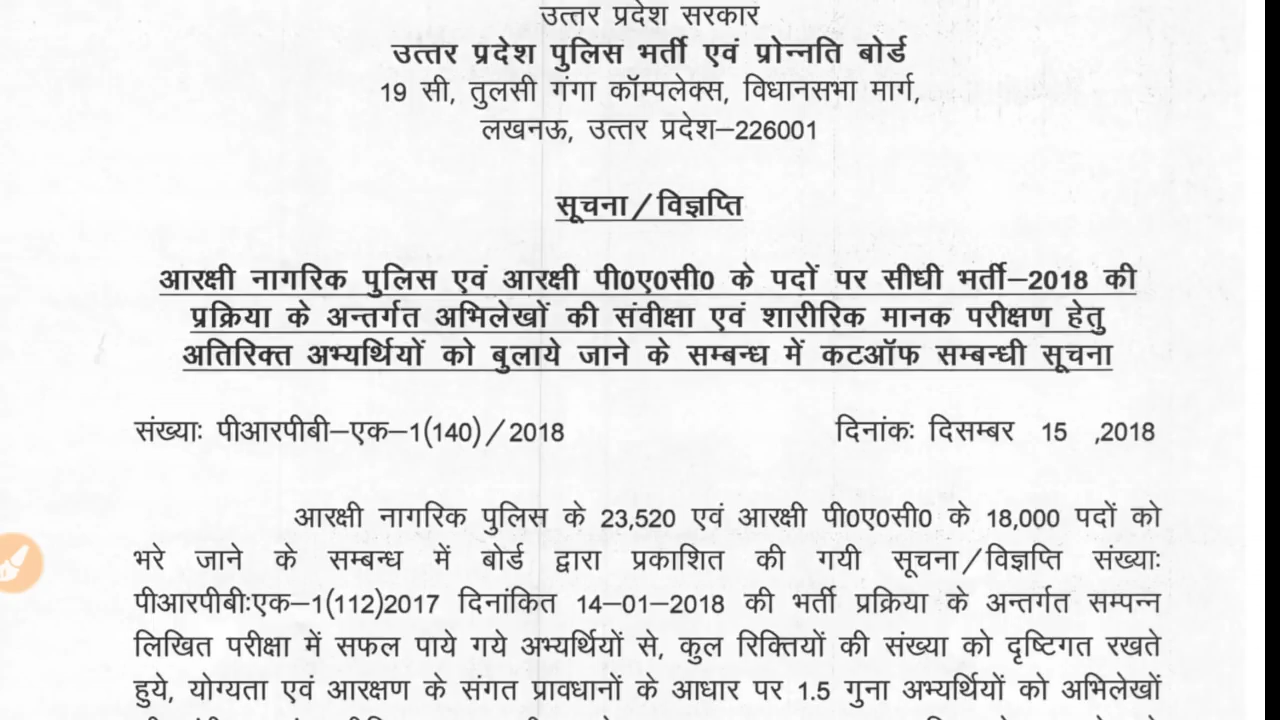 उत्तर प्रदेश सरकार
उत्तर प्रदेश पुलिस भर्ती एवं प्रोन्नति बोर्ड
19 सी, तुलसी गंगा कॉम्पलेक्स, विधानसभा मार्ग,
लखनऊ, उत्तर प्रदेश–226001
सूचना/विज्ञप्ति
आरक्षी नागरिक पुलिस एवं आरक्षी पी0ए0सी0 के पदों पर सीधी भर्ती–2018 की
प्रक्रिया के अन्तर्गत अभिलेखों की संवीक्षा एवं शारीरिक मानक परीक्षण हेतु
अतिरिक्त अभ्यर्थियों को बुलाये जाने के सम्बन्ध में कटऑफ सम्बन्धी सूचना
संख्याः पीआरपीबी–एक–1(140)/2018 दिनांकः दिसम्बर 15 ,2018
आरक्षी नागरिक पुलिस के 23,520 एवं आरक्षी पी0ए0सी0 के 18,000 पदों को
भरे जाने के सम्बन्ध में बोर्ड द्वारा प्रकाशित की गयी सूचना/विज्ञप्ति संख्याः
पीआरपीबीःएक–1(112)2017 दिनांकित 14–01–2018 की भर्ती प्रक्रिया के अन्तर्गत सम्पन्न
लिखित परीक्षा में सफल पाये गये अभ्यर्थियों से, कुल रिक्तियों की संख्या को दृष्टिगत रखते
हुये, योग्यता एवं आरक्षण के संगत प्रावधानों के आधार पर 1.5 गुना अभ्यर्थियों को अभिलेखों